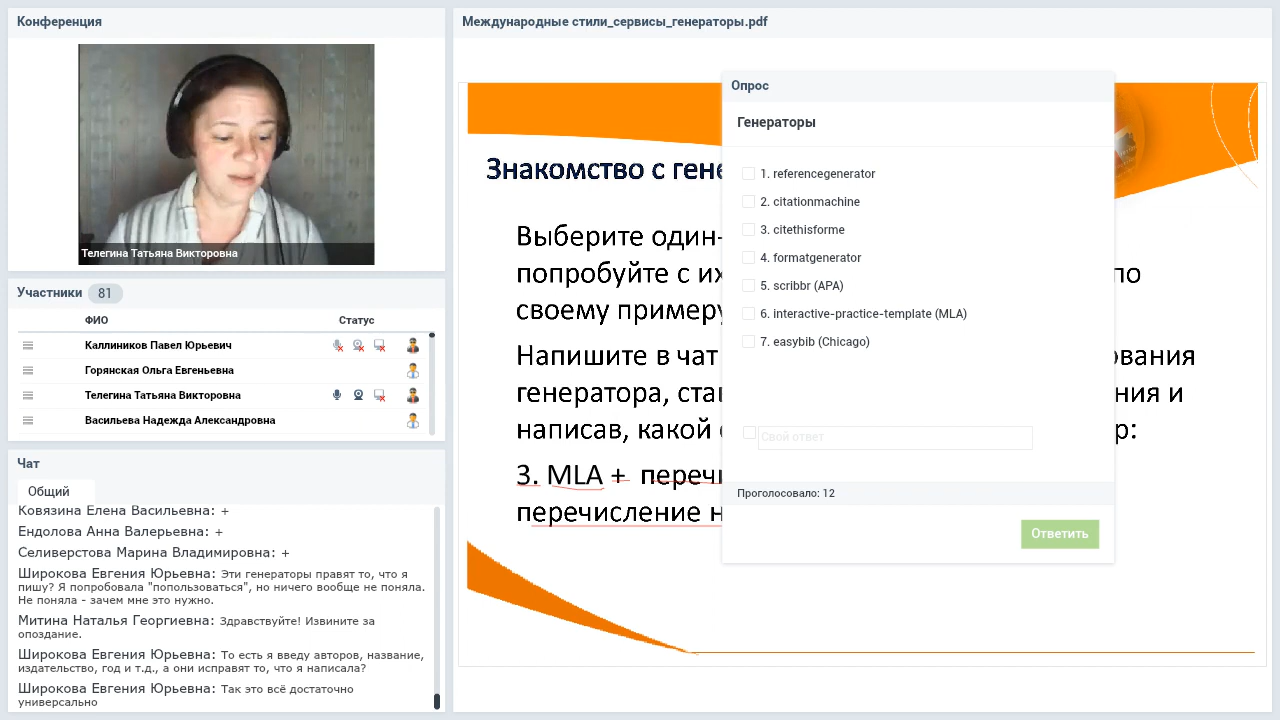 Конференция
Телегина Татьяна Викторовна
Участники 81
ФИО Статус
Каллиников Павел Юрьевич
Горянская Ольга Евгеньевна
Телегина Татьяна Викторовна
Васильева Надежда Александровна
Чат
Общий
Ковязина Елена Васильевна: +
Ендолова Анна Валерьевна: +
Селиверстова Марина Владимировна: +
Широкова Евгения Юрьевна: Эти генераторы правят то, что я
пишу? Я попробовала "попользоваться", но ничего вообще не поняла.
Не поняла - зачем мне это нужно.
Митина Наталья Георгиевна: Здравствуйте! Извините за
опоздание.
Широкова Евгения Юрьевна: То есть я введу авторов, название,
издательство, год и т.д., а они исправят то, что я написала?
Широкова Евгения Юрьевна: Так это всё достаточно
универсально
Международные стили_сервисы_генераторы.pdf
Знакомство с гене
Выберите один-
попробуйте с их по
своему примеру
Напишите в чат ования
генератора, ста ния и
написав, какой р:
3. MLA + переч
перечисление н
Опрос
Генераторы
1. referencegenerator
2. citationmachine
3. citethisforme
4. formatgenerator
5. scribbr (APA)
6. interactive-practice-template (MLA)
7. easybib (Chicago)
Свой ответ
Проголосовало: 12
Ответить